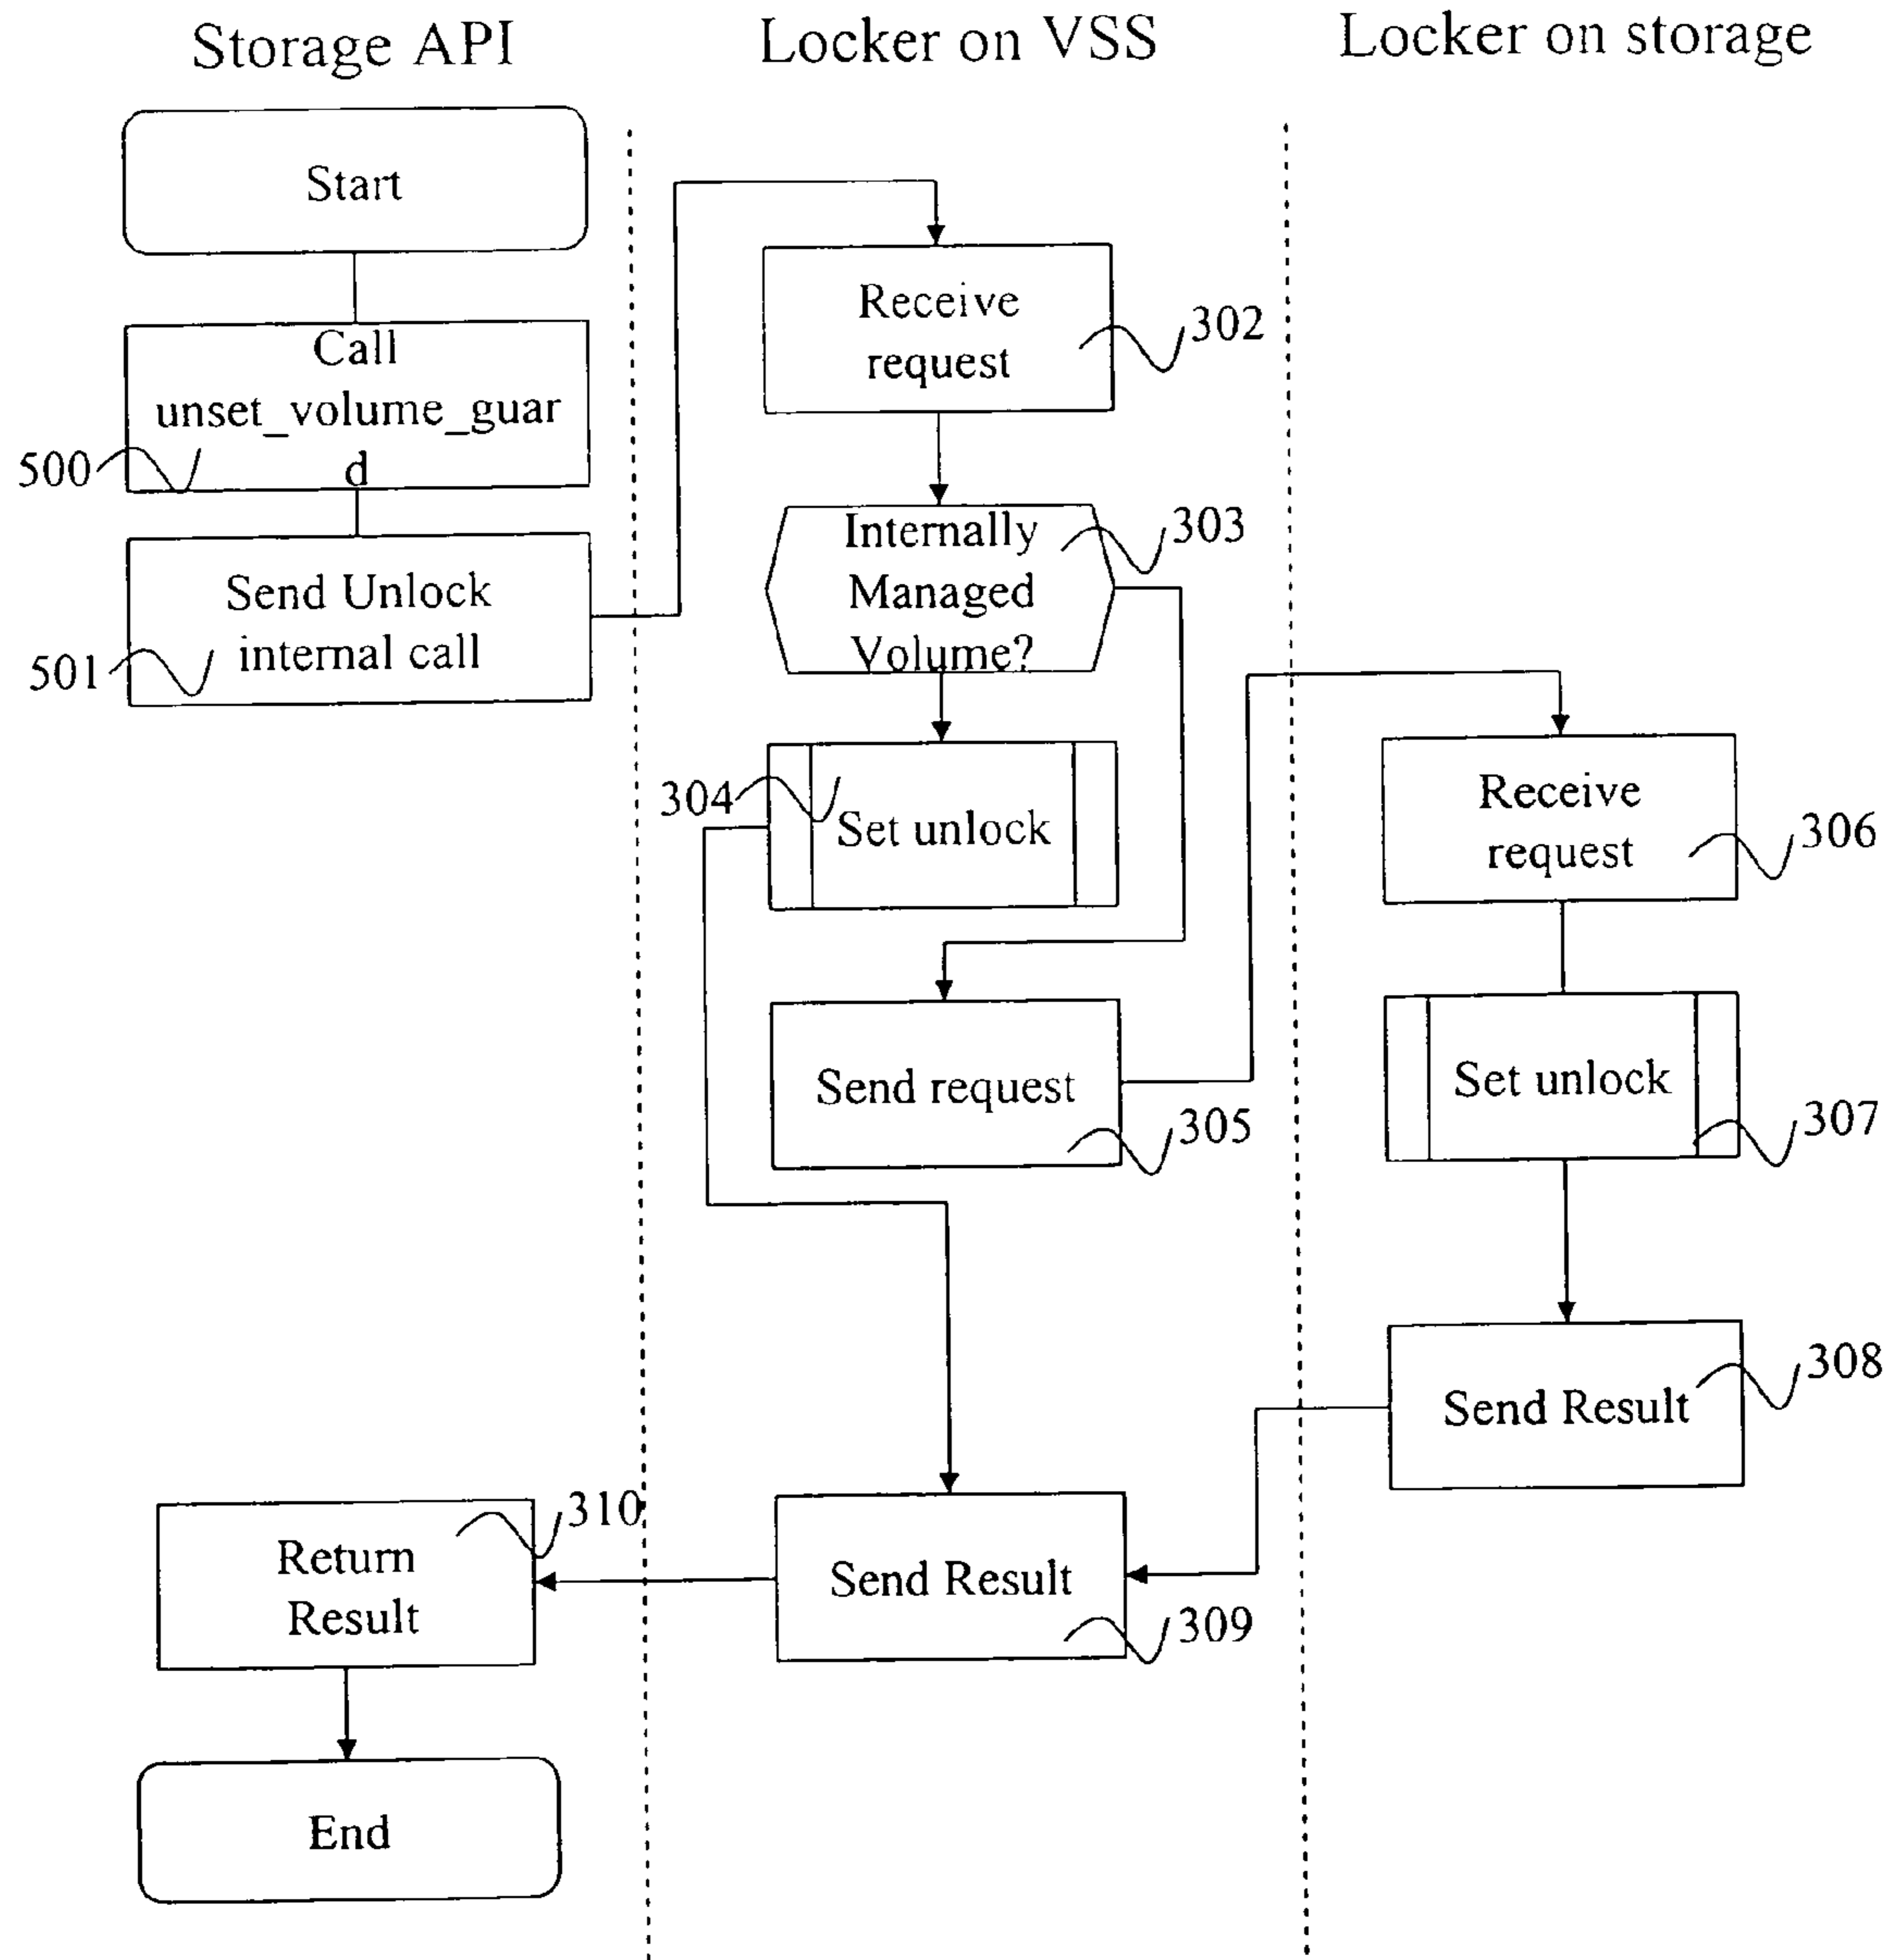 Storage API
Locker on VSS
Locker on storage
Start
Call
unset_volume_guar
d
500
Send Unlock
internal call
501
Receive
request
302
Internally
Managed
Volume?
303
304
Set unlock
Send request
305
Receive
request
306
Set unlock
307
Send Result
308
Send Result
309
Return
Result
310
End